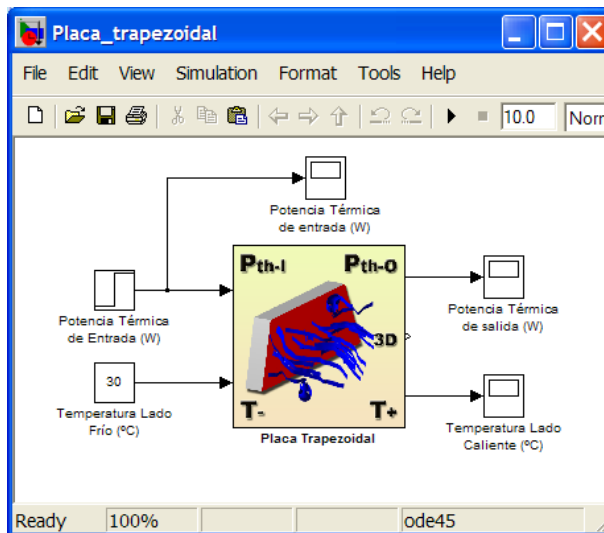 Placa_trapezoidal
File Edit View Simulation Format Tools Help
10.0 Norr
Potencia Térmica
de entrada (W)
Pth-I Pth-O
Potencia Térmica
de Entrada (W)
Potencia Térmica
de salida (W)
3D
30
Temperatura Lado
Frío (ºC)
T- T+
Placa Trapezoidal
Temperatura Lado
Caliente (ºC)
Ready 100% ode45